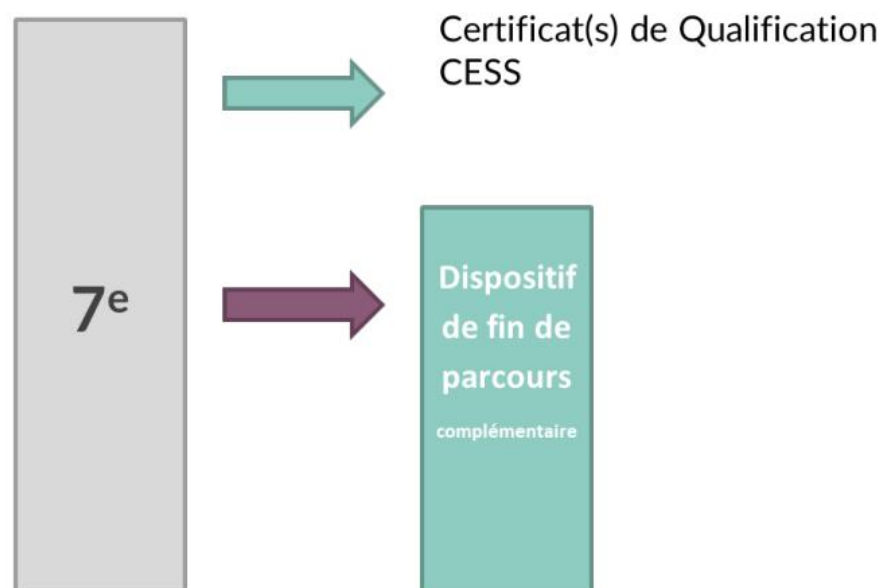 Certificat(s) de Qualification
CESS
7e
Dispositif
de fin de
parcours
complémentaire